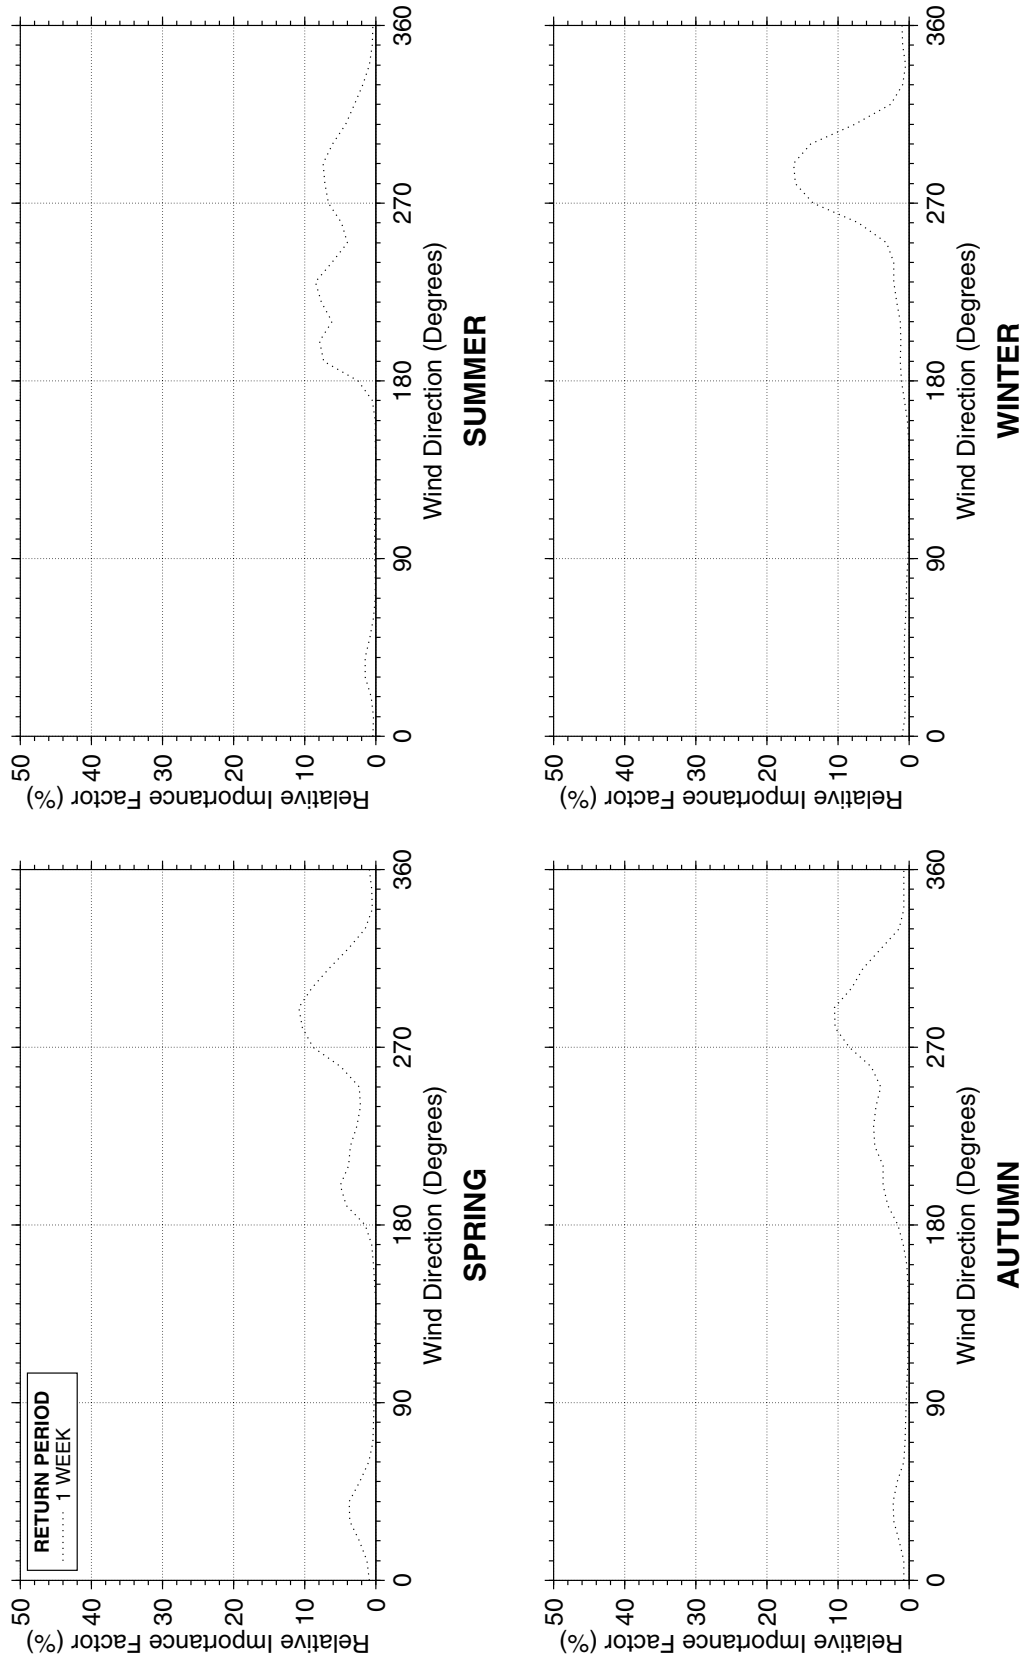 RETURN PERIOD
1 WEEK
Relative Importance Factor (%)
50
40
30
20
10
0
0 90 180 270 360
Wind Direction (Degrees)
SPRING
Relative Importance Factor (%)
50
40
30
20
10
0
0 90 180 270 360
Wind Direction (Degrees)
SUMMER
Relative Importance Factor (%)
50
40
30
20
10
0
0 90 180 270 360
Wind Direction (Degrees)
AUTUMN
Relative Importance Factor (%)
50
40
30
20
10
0
0 90 180 270 360
Wind Direction (Degrees)
WINTER